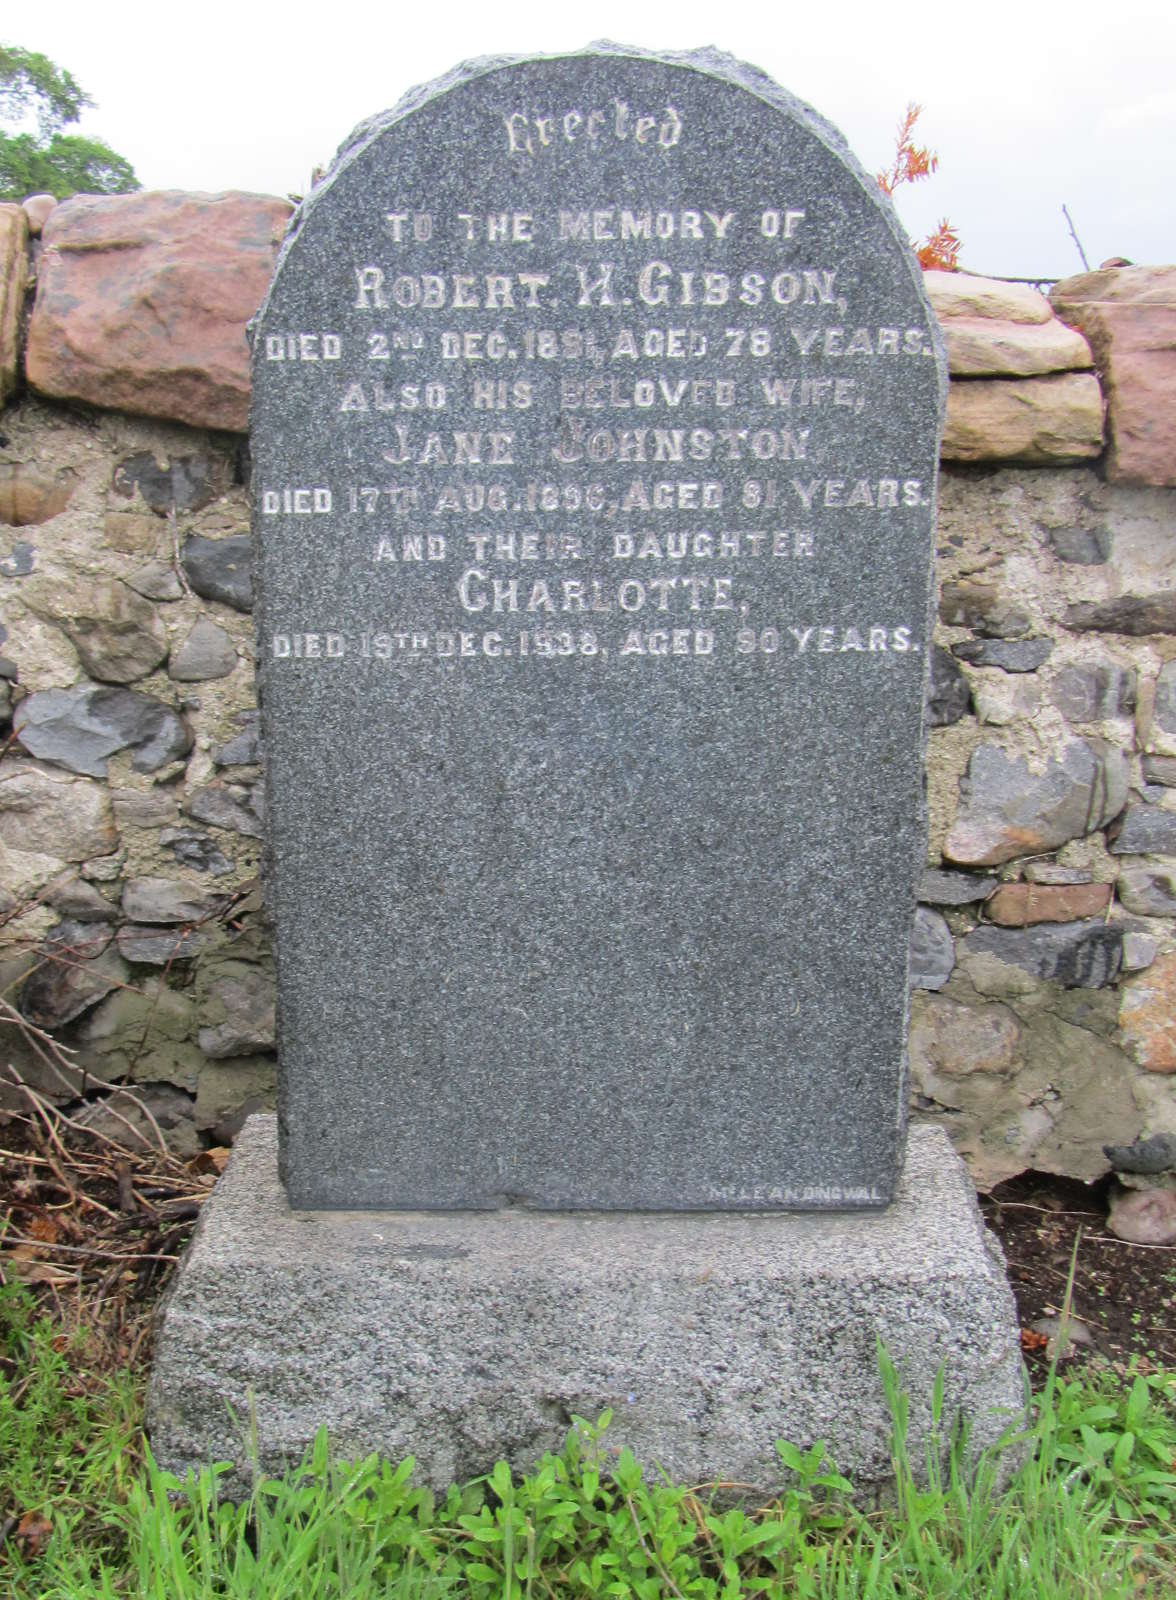 Erected
TO THE MEMORY OF
ROBERT. H. GIBSON,
DIED 2ND DEC. 1891, AGED 78 YEARS.
ALSO HIS BELOVED WIFE,
JANE JOHNSTON,
DIED 17TH AUG. 1896, AGED 81 YEARS.
AND THEIR DAUGHTER
CHARLOTTE,
DIED DEC. 1938. AGED 90 YEARS.
DINGWALL